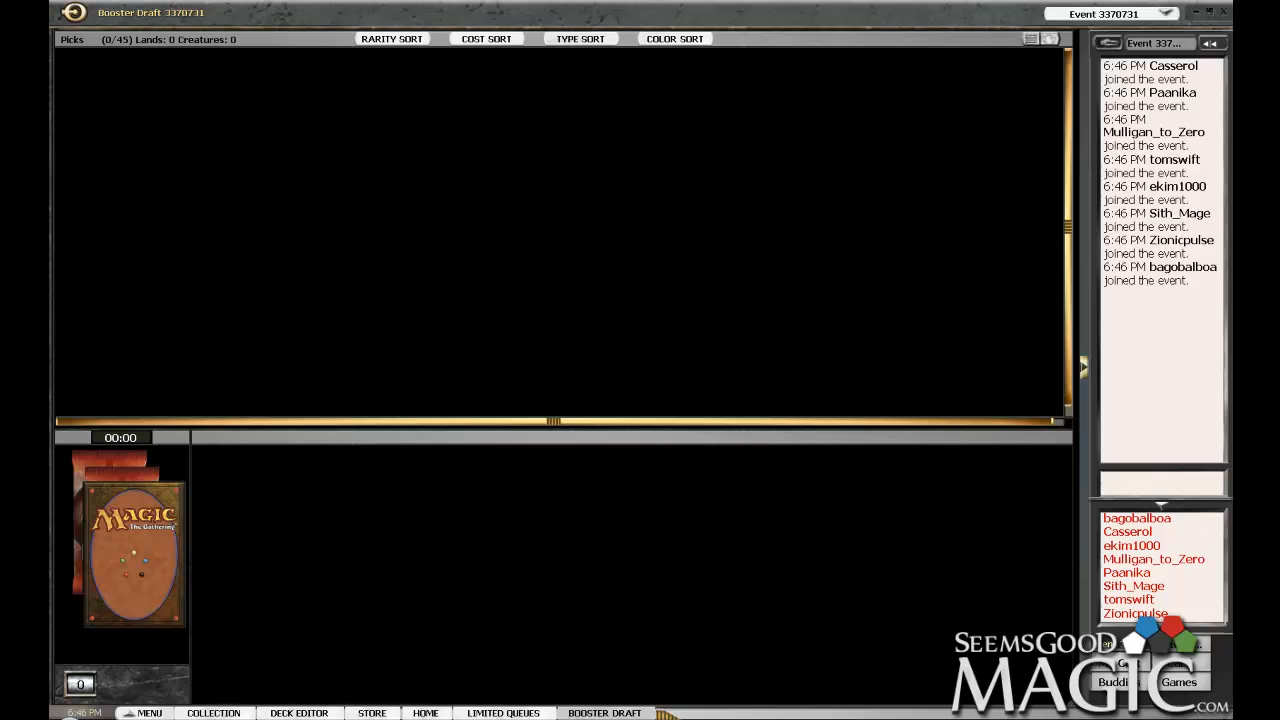 Booster Draft 3370731
Event 3370731
Picks (0/45) Lands: 0 Creatures: 0
RARITY SORT
COST SORT
TYPE SORT
COLOR SORT
Event 337...
6:46 PM Casserol
joined the event.
6:46 PM Paanika
joined the event.
6:46 PM
Mulligan_to_Zero
joined the event.
6:46 PM tomswift
joined the event.
6:46 PM ekim1000
joined the event.
6:46 PM Sith_Mage
joined the event.
6:46 PM Zionicpulse
joined the event.
6:46 PM bagobalboa
joined the event.
00:00
MAGIC
The Gathering
0
bagobalboa
Casserol
ekim1000
Mulligan_to_Zero
Paanika
Sith_Mage
tomswift
Zionicpulse
Games
SEEMSGOOD
MAGIC.COM
6:46 PM
MENU
COLLECTION
DECK EDITOR
STORE
HOME
LIMITED QUEUES
BOOSTER DRAFT